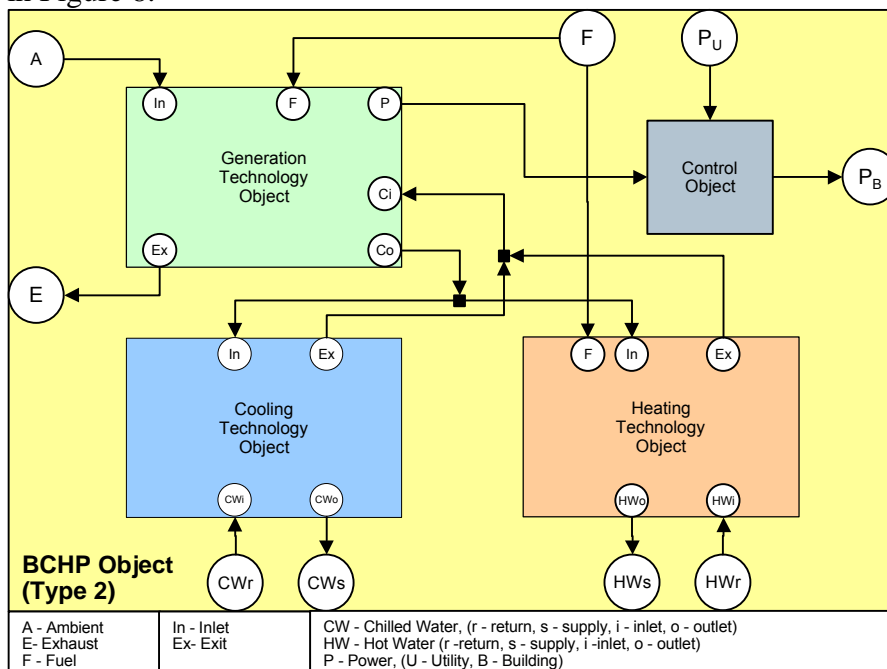 in Figure 8.
A
F
PU
In
F
P
Generation
Technology
Object
Control
Object
PB
Ci
Ex
Co
E
In
Ex
F
In
Ex
Cooling
Technology
Object
Heating
Technology
Object
CWi
CWo
HWo
HWi
BCHP Object
(Type 2)
CWr
CWs
HWs
HWr
A - Ambient
E- Exhaust
F - Fuel
In - Inlet
Ex- Exit
CW - Chilled Water, (r - return, s - supply, i - inlet, o - outlet)
HW - Hot Water (r -return, s - supply, i -inlet, o - outlet)
P - Power, (U - Utility, B - Building)